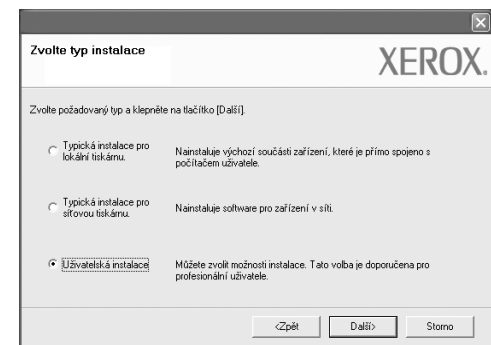 Zvolte typ instalace
XEROX.
Zvolte požadovaný typ a klepněte na tlačítko [Další].
Typická instalace pro
lokální tiskárnu.
Nainstaluje výchozí součásti zařízení, které je přímo spojeno s
počítačem uživatele.
Typická instalace pro
síťovou tiskárnu.
Nainstaluje software pro zařízení v síti.
Uživatelská instalace
Můžete zvolit možnosti instalace. Tato volba je doporučena pro
profesionální uživatele.
<Zpět
Další>
Storno